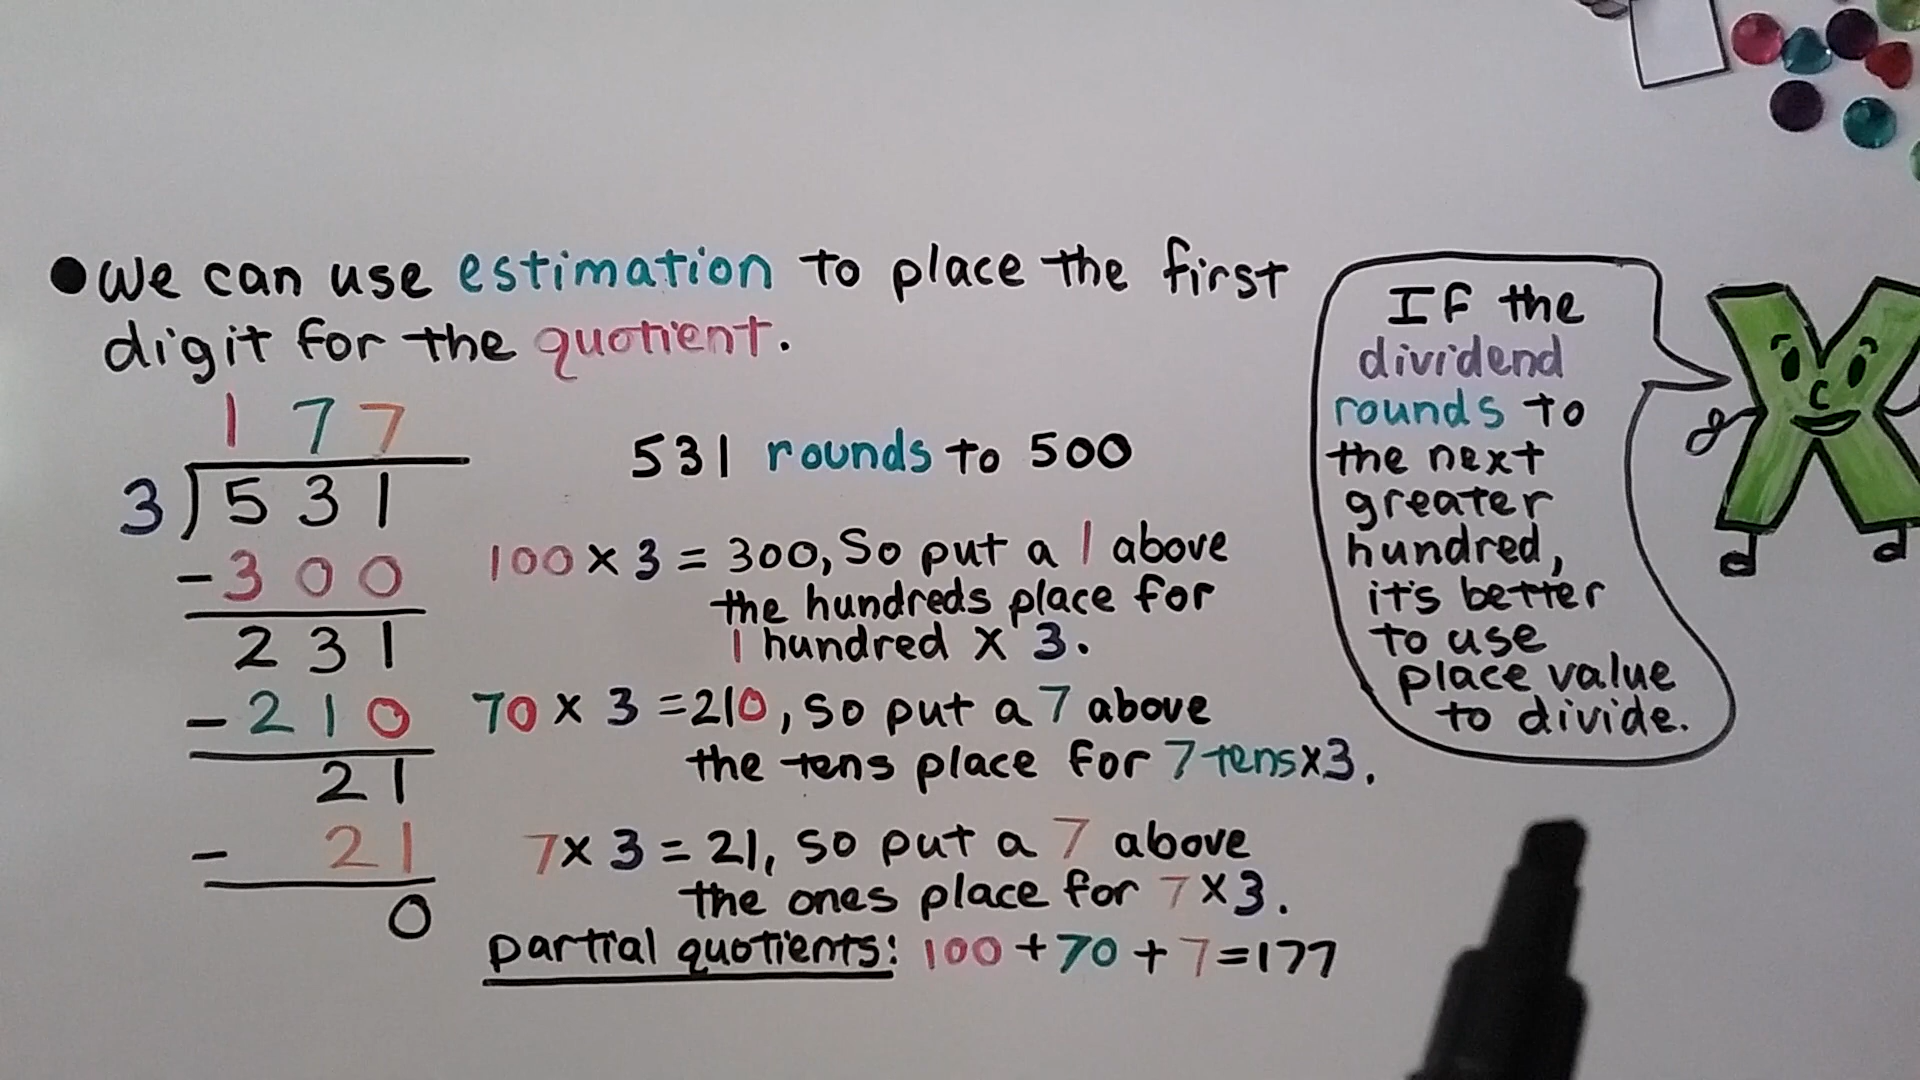 ● We can use estimation to place the first
digit for the quotient.
1 7 7
3)531
-300
231
-210
21
- 21
0
531 rounds to 500
100 x 3 = 300, So put a 1 above
the hundreds place for
1 hundred x 3.
70 x 3 = 210, so put a 7 above
the tens place for 7 tens x 3.
7 x 3 = 21, so put a 7 above
the ones place for 7 x 3.
partial quotients: 100 + 70 + 7 = 177
If the
dividend
rounds to
the next
greater
hundred,
it's better
to use
place value
to divide.